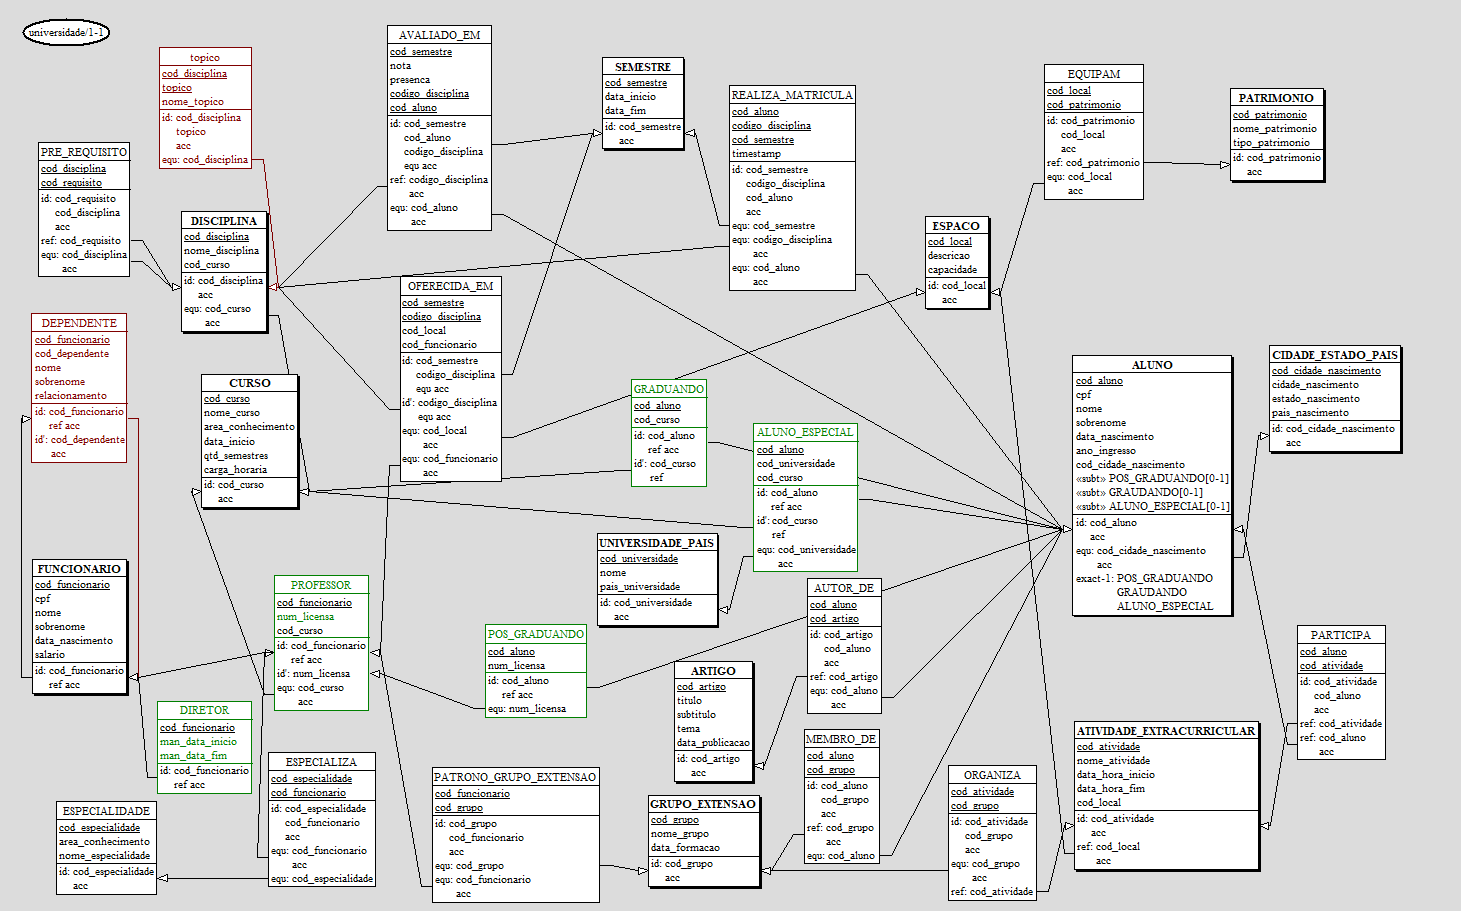 universidade/1-1
topico
cod_disciplina
topico
nome_topico
id: cod_disciplina
topico
acc
equ: cod_disciplina
AVALIADO_EM
cod_semestre
nota
presenca
codigo_disciplina
cod_aluno
id: cod_semestre
cod_aluno
codigo_disciplina
equ acc
ref: codigo_disciplina
acc
equ: cod_aluno
acc
SEMESTRE
cod_semestre
data_inicio
data_fim
id: cod_semestre
acc
REALIZA_MATRICULA
cod_aluno
codigo_disciplina
cod_semestre
timestamp
id: cod_semestre
codigo_disciplina
cod_aluno
acc
equ: cod_semestre
equ: codigo_disciplina
acc
equ: cod_aluno
acc
EQUIPAM
cod_local
cod_patrimonio
id: cod_patrimonio
cod_local
acc
ref: cod_patrimonio
equ: cod_local
acc
PATRIMONIO
cod_patrimonio
nome_patrimonio
tipo_patrimonio
id: cod_patrimonio
acc
PRE_REQUISITO
cod_disciplina
cod_requisito
id: cod_requisito
cod_disciplina
acc
ref: cod_requisito
equ: cod_disciplina
acc
DISCIPLINA
cod_disciplina
nome_disciplina
cod_curso
id: cod_disciplina
acc
equ: cod_curso
acc
ESPACO
cod_local
descricao
capacidade
id: cod_local
acc
OFERECIDA_EM
cod_semestre
codigo_disciplina
cod_local
cod_funcionario
id: cod_semestre
codigo_disciplina
equ acc
id': codigo_disciplina
equ acc
equ: cod_local
acc
equ: cod_funcionario
acc
DEPENDENTE
cod_funcionario
cod_dependente
nome
sobrenome
relacionamento
id: cod_funcionario
ref acc
id': cod_dependente
acc
CURSO
cod_curso
nome_curso
area_conhecimento
data_inicio
qtd_semestres
carga_horaria
id: cod_curso
acc
GRADUANDO
cod_aluno
cod_curso
id: cod_aluno
ref acc
id': cod_curso
ref
ALUNO_ESPECIAL
cod_aluno
cod_universidade
cod_curso
id: cod_aluno
ref acc
id': cod_curso
ref
equ: cod_universidade
acc
ALUNO
cod_aluno
cpf
nome
sobrenome
data_nascimento
ano_ingresso
cod_cidade_nascimento
«subt» POS_GRADUANDO[0-1]
«subt» GRAUDANDO[0-1]
«subt» ALUNO_ESPECIAL[0-1]
id: cod_aluno
acc
equ: cod_cidade_nascimento
acc
exact-1: POS_GRADUANDO
GRAUDANDO
ALUNO_ESPECIAL
CIDADE_ESTADO_PAIS
cod_cidade_nascimento
cidade_nascimento
estado_nascimento
pais_nascimento
id: cod_cidade_nascimento
acc
FUNCIONARIO
cod_funcionario
cpf
nome
sobrenome
data_nascimento
salario
id: cod_funcionario
ref acc
PROFESSOR
cod_funcionario
num_licensa
cod_curso
id: cod_funcionario
ref acc
id': num_licensa
equ: cod_curso
acc
UNIVERSIDADE_PAIS
cod_universidade
nome
pais_universidade
id: cod_universidade
acc
POS_GRADUANDO
cod_aluno
num_licensa
id: cod_aluno
ref acc
equ: num_licensa
AUTOR_DE
cod_aluno
cod_artigo
id: cod_artigo
cod_aluno
acc
ref: cod_artigo
equ: cod_aluno
acc
ARTIGO
cod_artigo
titulo
subtitulo
tema
data_publicacao
id: cod_artigo
acc
PARTICIPA
cod_aluno
cod_atividade
id: cod_atividade
cod_aluno
acc
ref: cod_atividade
ref: cod_aluno
acc
DIRETOR
cod_funcionario
man_data_inicio
man_data_fim
id: cod_funcionario
ref acc
ESPECIALIZA
cod_especialidade
cod_funcionario
id: cod_especialidade
cod_funcionario
acc
equ: cod_funcionario
acc
equ: cod_especialidade
ESPECIALIDADE
cod_especialidade
area_conhecimento
nome_especialidade
id: cod_especialidade
acc
PATRONO_GRUPO_EXTENSAO
cod_funcionario
cod_grupo
id: cod_grupo
cod_funcionario
acc
equ: cod_grupo
equ: cod_funcionario
acc
GRUPO_EXTENSAO
cod_grupo
nome_grupo
data_formacao
id: cod_grupo
acc
MEMBRO_DE
cod_aluno
cod_grupo
id: cod_aluno
cod_grupo
acc
ref: cod_grupo
acc
equ: cod_aluno
ORGANIZA
cod_atividade
cod_grupo
id: cod_atividade
cod_grupo
acc
equ: cod_grupo
acc
ref: cod_atividade
ATIVIDADE_EXTRACURRICULAR
cod_atividade
nome_atividade
data_hora_inicio
data_hora_fim
cod_local
id: cod_atividade
acc
ref: cod_local
acc